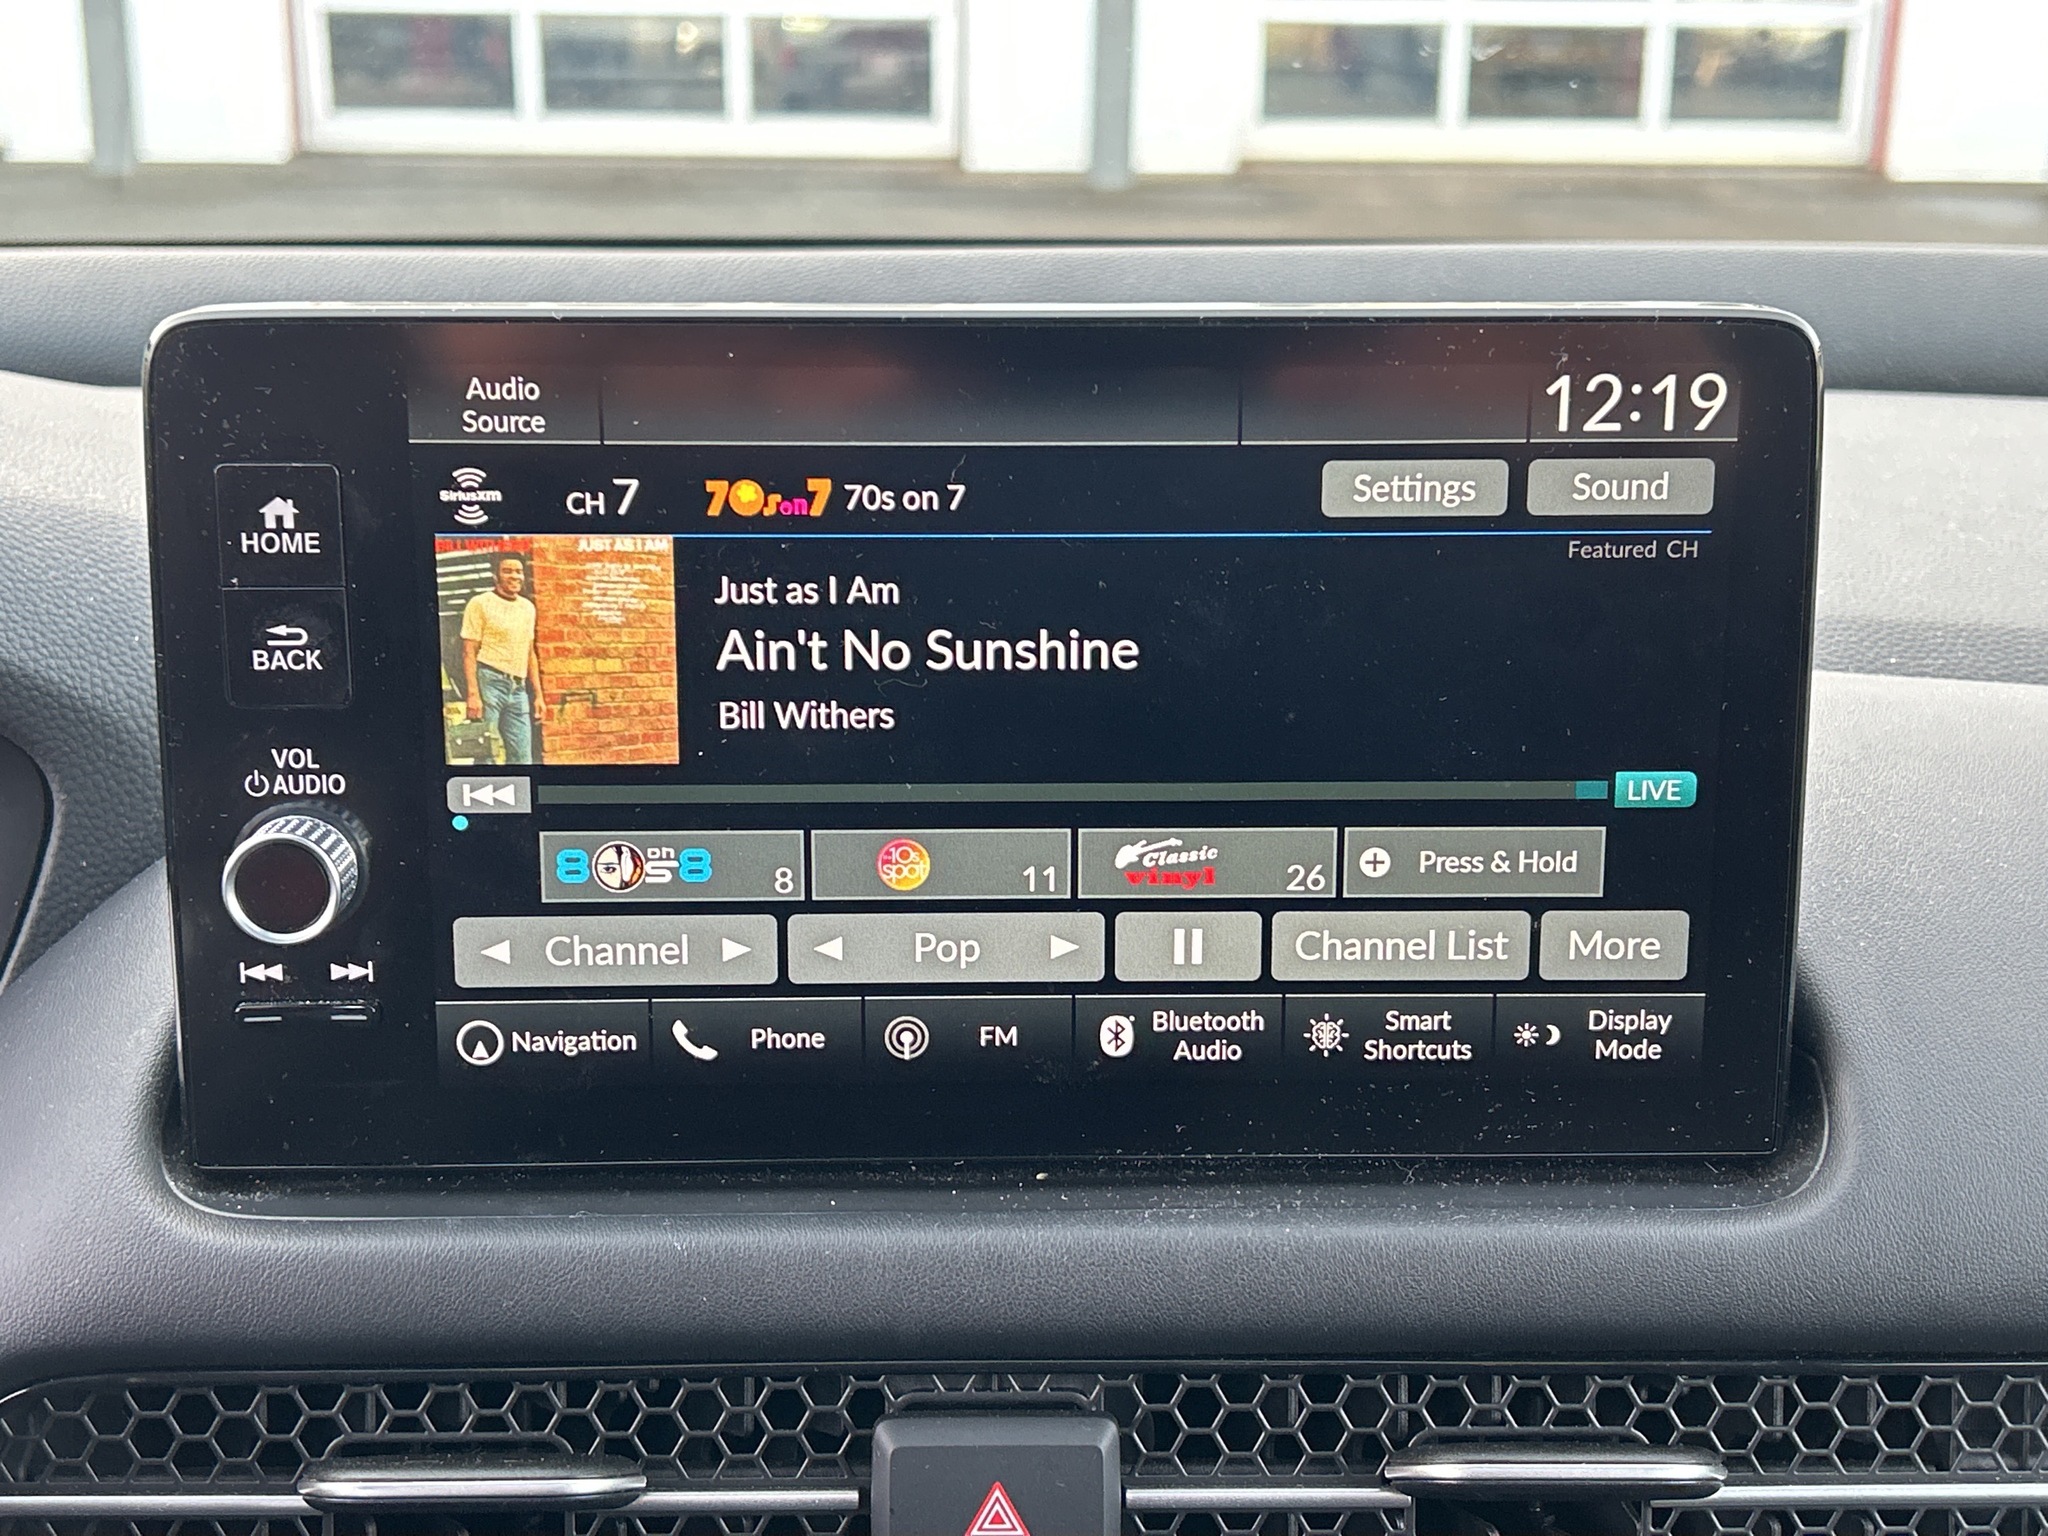 Audio
Source
12:19
HOME
BACK
VOL
AUDIO
SiriusXM
CH 7
70s on 7
70s on 7
Settings
Sound
Featured CH
BILL WITHERS
JUST AS I AM
Just as I Am
Ain't No Sunshine
Bill Withers
LIVE
80s on 8
8
10s
spot
11
Classic
vinyl
26
Press & Hold
Channel
Pop
Channel List
More
Navigation
Phone
FM
Bluetooth
Audio
Smart
Shortcuts
Display
Mode